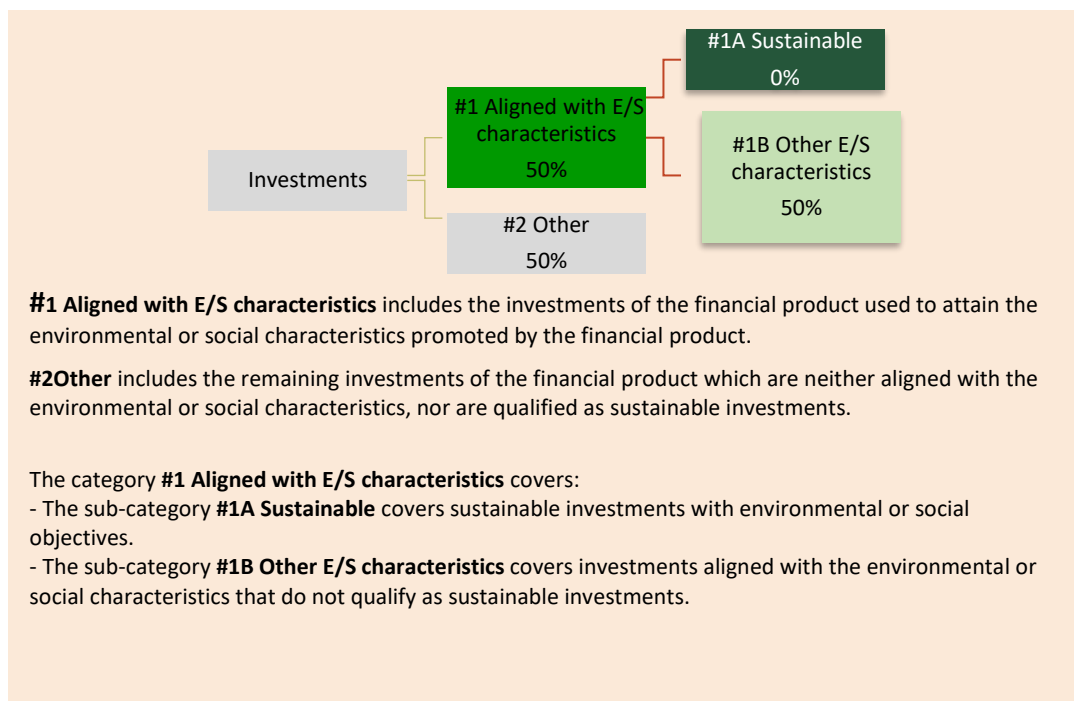 #1A Sustainable
0%
#1 Aligned with E/S
characteristics
50%
#1B Other E/S
characteristics
50%
Investments
#2 Other
50%
#1 Aligned with E/S characteristics includes the investments of the financial product used to attain the
environmental or social characteristics promoted by the financial product.
#2Other includes the remaining investments of the financial product which are neither aligned with the
environmental or social characteristics, nor are qualified as sustainable investments.
The category #1 Aligned with E/S characteristics covers:
- The sub-category #1A Sustainable covers sustainable investments with environmental or social
objectives.
- The sub-category #1B Other E/S characteristics covers investments aligned with the environmental or
social characteristics that do not qualify as sustainable investments.